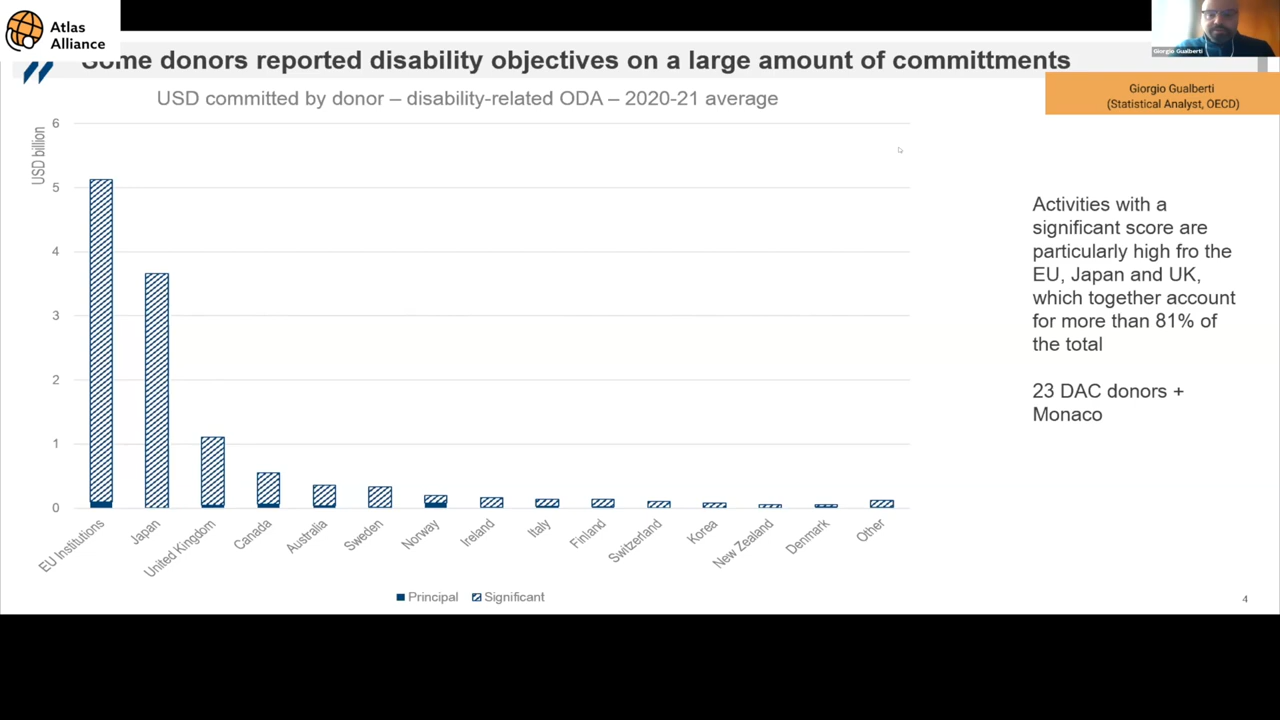 Atlas
Alliance
Some donors reported disability objectives on a large amount of committments
Giorgio Gualberti
Giorgio Gualberti
(Statistical Analyst, OECD)
USD committed by donor – disability-related ODA – 2020-21 average
USD billion
6
5
4
3
2
1
0
EU Institutions
Japan
United Kingdom
Canada
Australia
Sweden
Norway
Ireland
Italy
Finland
Switzerland
Korea
New Zealand
Denmark
Other
Principal
Significant
Activities with a
significant score are
particularly high fro the
EU, Japan and UK,
which together account
for more than 81% of
the total
23 DAC donors +
Monaco
4